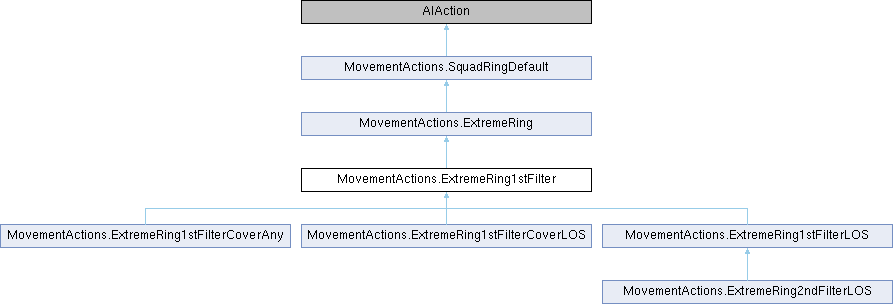 AIAction
MovementActions.SquadRingDefault
MovementActions.ExtremeRing
MovementActions.ExtremeRing1stFilter
MovementActions.ExtremeRing1stFilterCoverAny
MovementActions.ExtremeRing1stFilterCoverLOS
MovementActions.ExtremeRing1stFilterLOS
MovementActions.ExtremeRing2ndFilterLOS